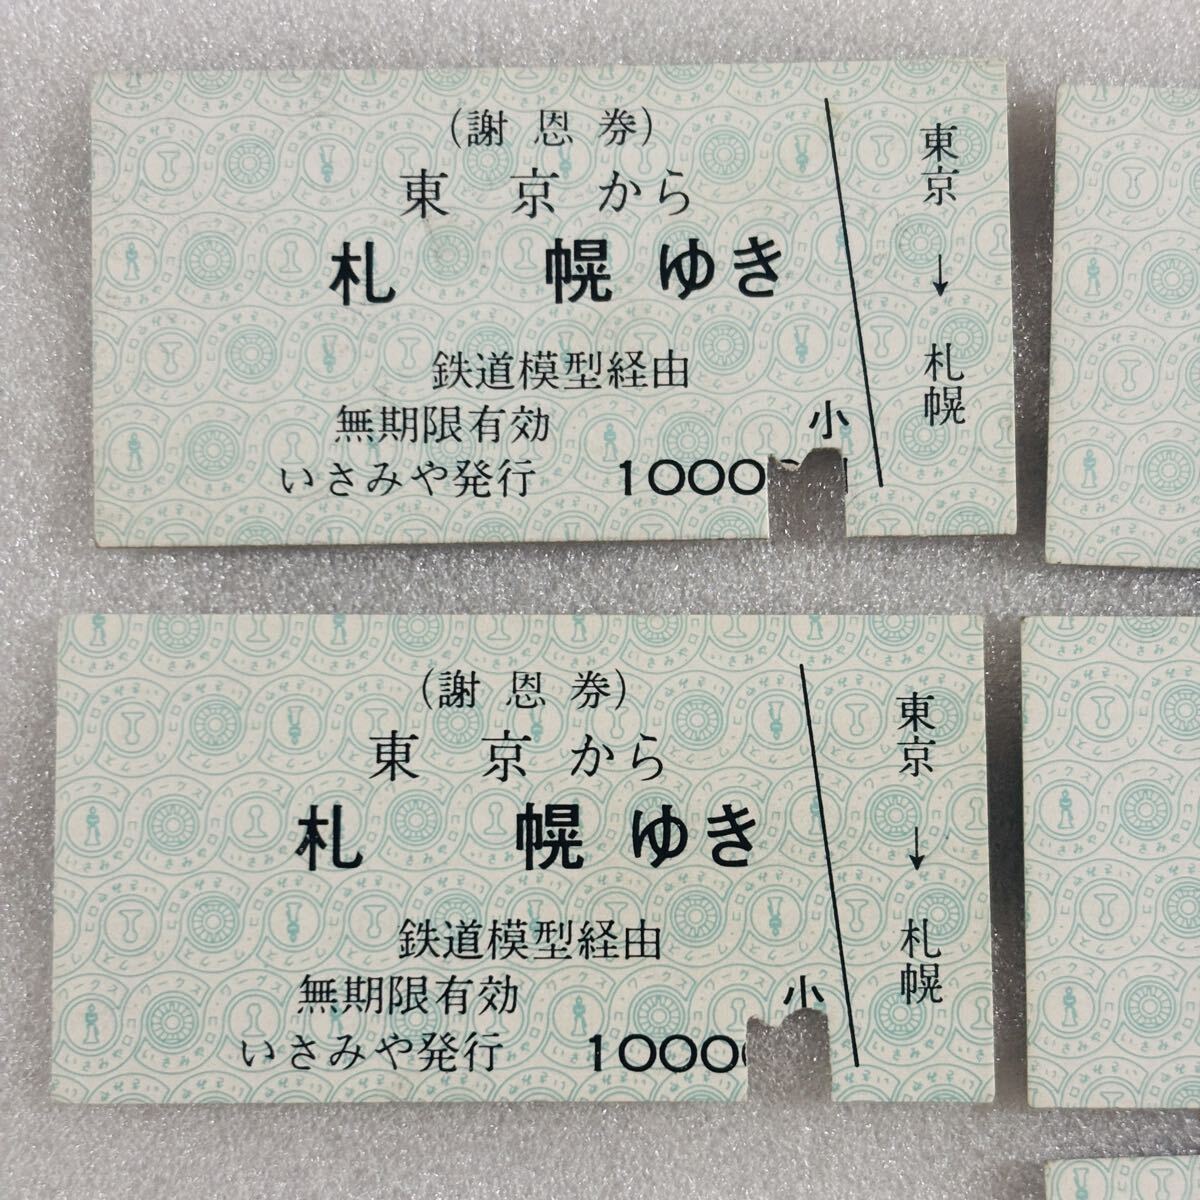 (謝恩券)
東京から
札幌ゆき
鉄道模型経由
無期限有効
小
いさみや発行 1000
東京→札幌
(謝恩券)
東京から
札幌ゆき
鉄道模型経由
無期限有効
小
いさみや発行 1000
東京→札幌